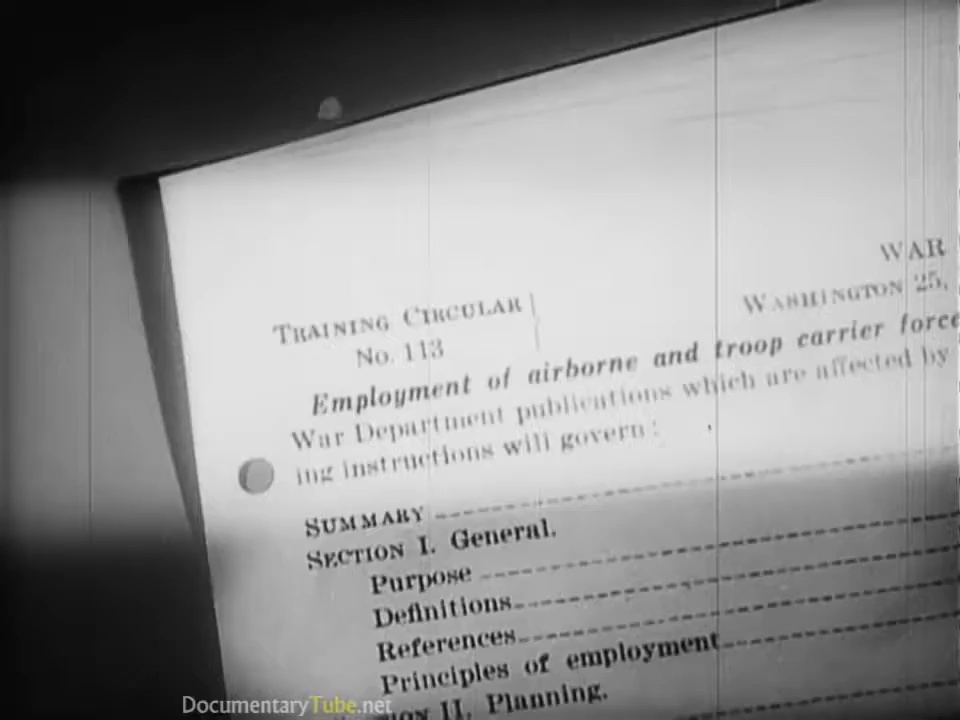 WAR
WASHINGTON 25,
TRAINING CIRCULAR
No. 113
Employment of airborne and troop carrier force
War Department publications which are affected by
ing instructions will govern:
SUMMARY
SECTION I. General.
Purpose
Definitions
References
Principles of employment
ION II. Planning.
DocumentaryTube.net